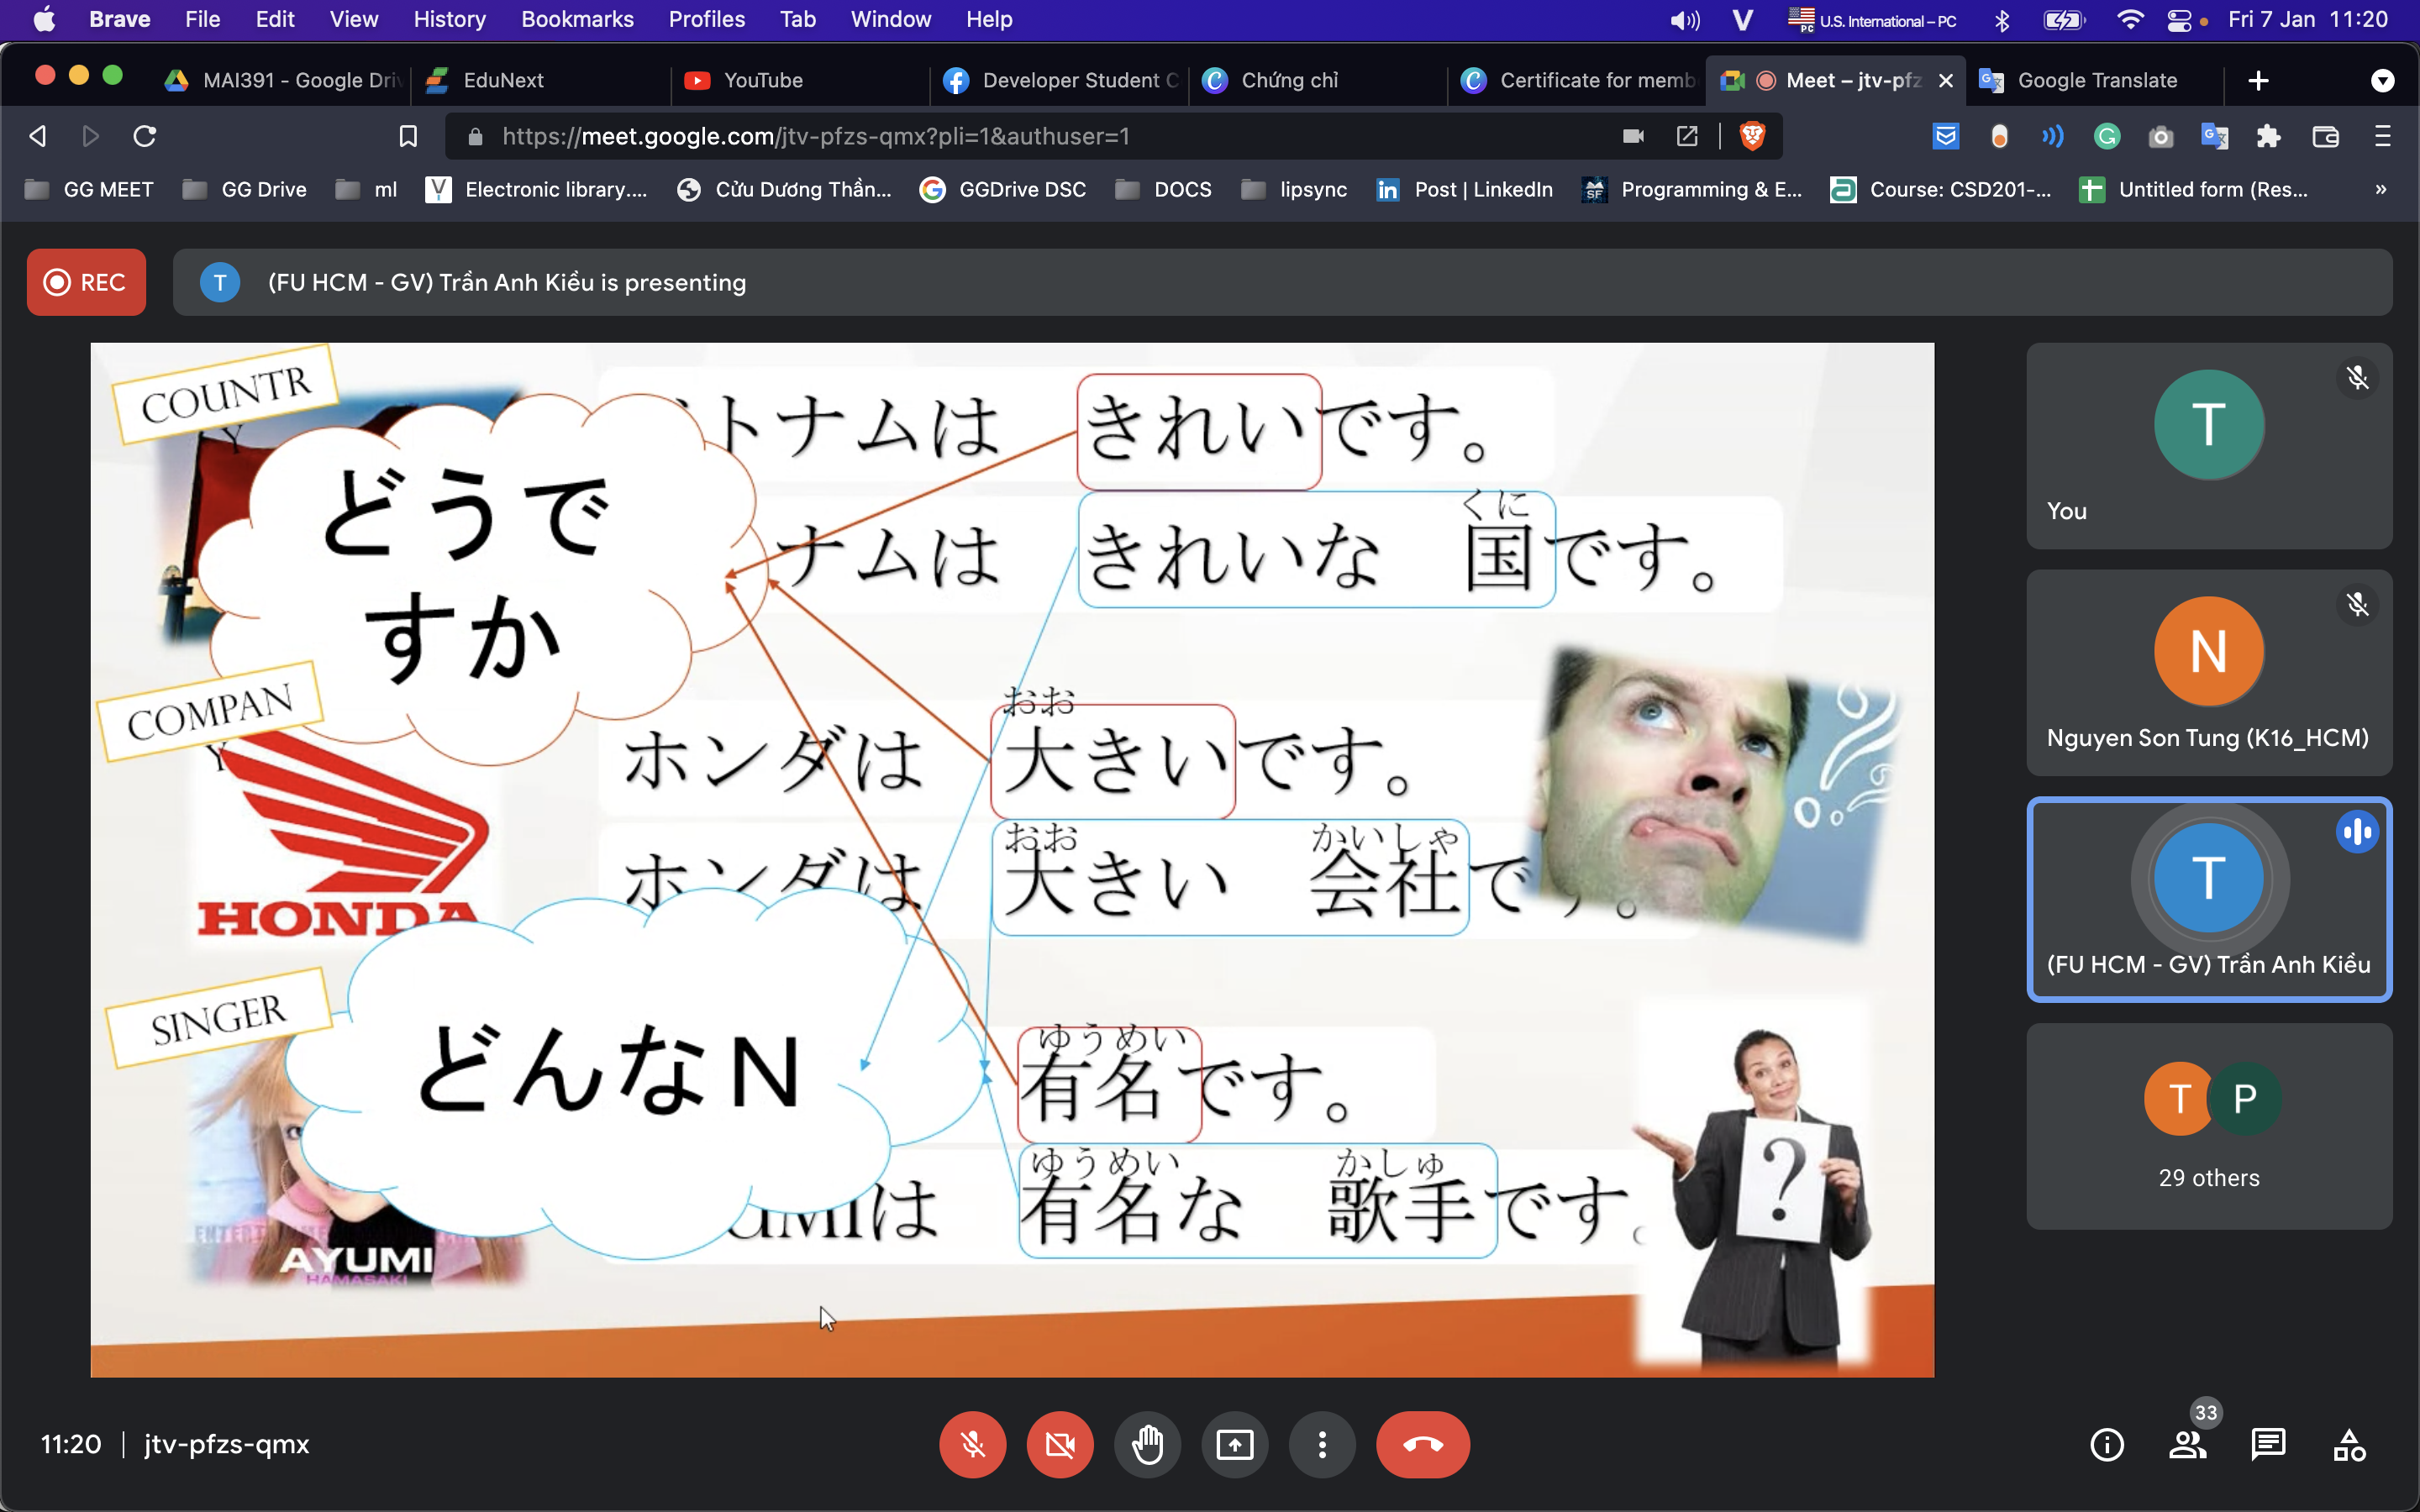 Brave File Edit View History Bookmarks Profiles Tab Window Help U.S. International – PC Fri 7 Jan 11:20
MAI391 - Google Driv EduNext YouTube Developer Student C Chứng chỉ Certificate for memb Meet – jtv-pfz Google Translate
https://meet.google.com/jtv-pfzs-qmx?pli=1&authuser=1
GG MEET GG Drive ml Electronic library.... Cửu Dương Thần... GGDrive DSC DOCS lipsync Post | LinkedIn Programming & E... Course: CSD201-... Untitled form (Res... »
REC
T (FU HCM - GV) Trần Anh Kiều is presenting
COUNTR
Y
トナムは きれいです。
どうで
すか
くに
ナムは きれいな 国です。
COMPAN
Y
おお
ホンダは 大きいです。
おお かいしゃ
ホンダは 大きい 会社で
HONDA
SINGER
どんなN
ゆうめい
有名です。
ゆうめい かしゅ
は 有名な 歌手です。
AYUMI
HAMASAKI
?
T
You
N
Nguyen Son Tung (K16_HCM)
T
(FU HCM - GV) Trần Anh Kiều
T P
29 others
11:20 | jtv-pfzs-qmx
33